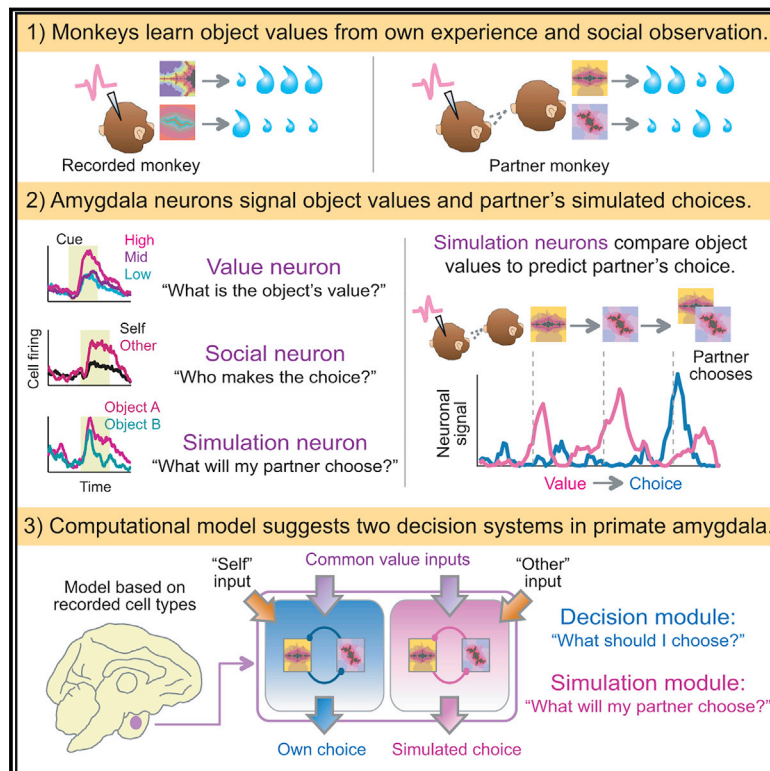 1) Monkeys learn object values from own experience and social observation.
Recorded monkey
Partner monkey
2) Amygdala neurons signal object values and partner's simulated choices.
Cue
High
Mid
Low
Value neuron
"What is the object's value?"
Cell firing
Self
Other
Social neuron
"Who makes the choice?"
Object A
Object B
Simulation neuron
"What will my partner choose?"
Time
Simulation neurons compare object
values to predict partner's choice.
Partner
chooses
Neuronal
signal
Value
Choice
3) Computational model suggests two decision systems in primate amygdala.
Model based on
recorded cell types
"Self"
input
Common value inputs
"Other"
input
Own choice
Simulated choice
Decision module:
"What should I choose?"
Simulation module:
"What will my partner choose?"